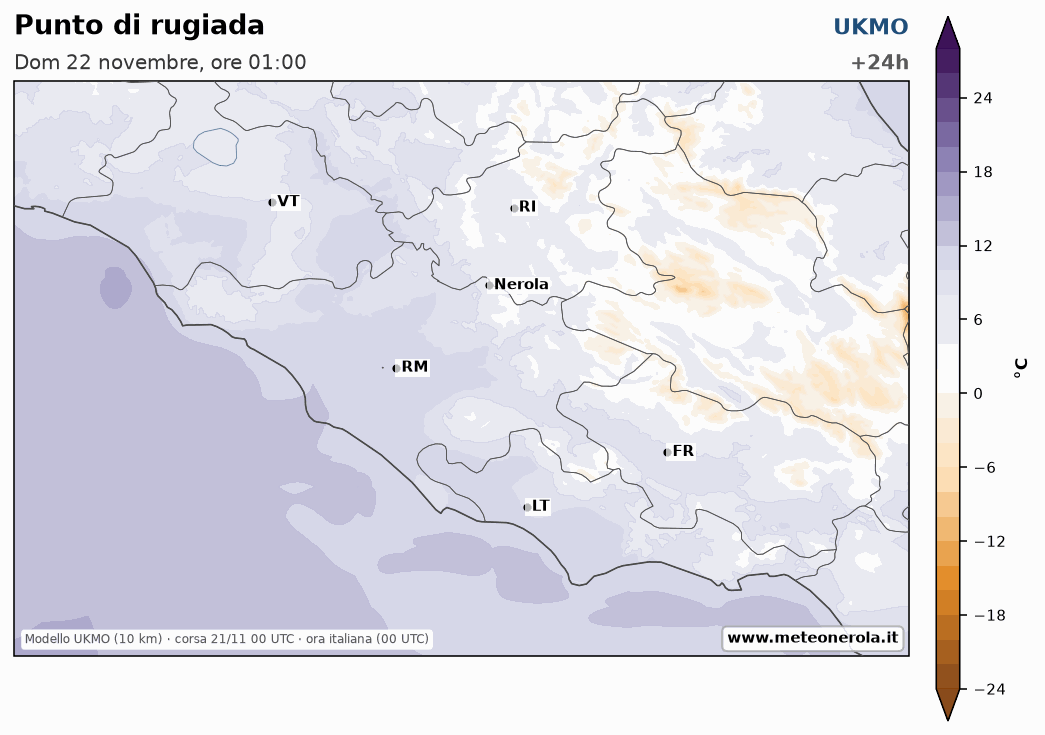 Punto di rugiada
UKMO
Dom 22 novembre, ore 01:00
+24h
VT
RI
Nerola
RM
FR
LT
24
18
12
6
0
−6
−12
−18
−24
°C
Modello UKMO (10 km) · corsa 21/11 00 UTC · ora italiana (00 UTC)
www.meteonerola.it